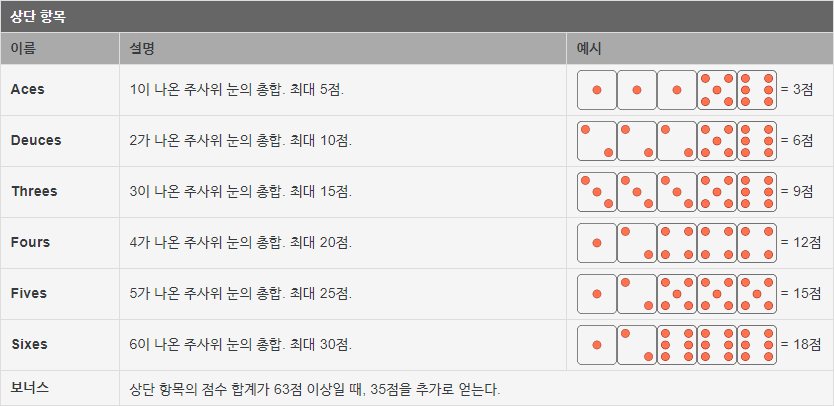 상단 항목
이름 설명 예시
Aces 1이 나온 주사위 눈의 총합. 최대 5점. = 3점
Deuces 2가 나온 주사위 눈의 총합. 최대 10점. = 6점
Threes 3이 나온 주사위 눈의 총합. 최대 15점. = 9점
Fours 4가 나온 주사위 눈의 총합. 최대 20점. = 12점
Fives 5가 나온 주사위 눈의 총합. 최대 25점. = 15점
Sixes 6이 나온 주사위 눈의 총합. 최대 30점. = 18점
보너스 상단 항목의 점수 합계가 63점 이상일 때, 35점을 추가로 얻는다.